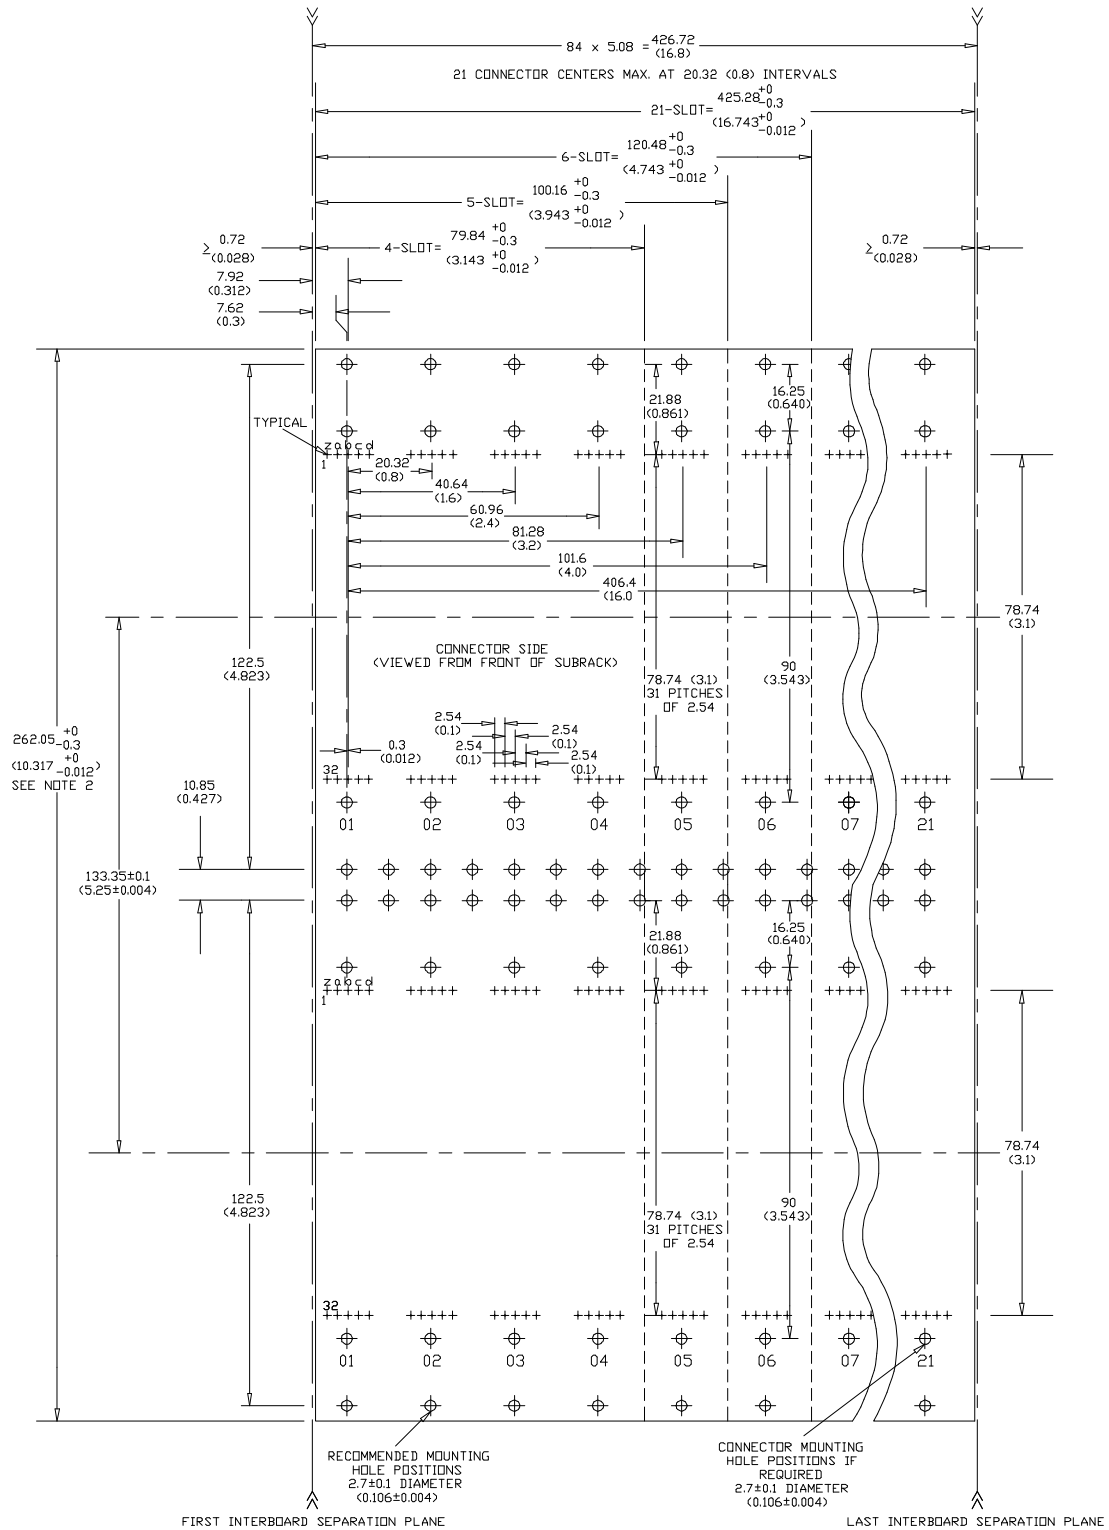 84 x 5.08 = 426.72
(16.8)
21 CONNECTOR CENTERS MAX. AT 20.32 (0.8) INTERVALS
21-SLOT= 425.28 +0 -0.3
(16.743 +0 -0.012 )
6-SLOT= 120.48 +0 -0.3
(4.743 +0 -0.012 )
5-SLOT= 100.16 +0 -0.3
(3.943 +0 -0.012 )
4-SLOT= 79.84 +0 -0.3
(3.143 +0 -0.012 )
≥ 0.72
(0.028)
≥ 0.72
(0.028)
7.92
(0.312)
7.62
(0.3)
21.88
(0.861)
16.25
(0.640)
TYPICAL
z a b c d
1
20.32
(0.8)
40.64
(1.6)
60.96
(2.4)
81.28
(3.2)
101.6
(4.0)
406.4
(16.0
78.74
(3.1)
CONNECTOR SIDE
(VIEWED FROM FRONT OF SUBRACK)
122.5
(4.823)
90
(3.543)
78.74 (3.1)
31 PITCHES
OF 2.54
262.05 +0 -0.3
(10.317 +0 -0.012 )
SEE NOTE 2
2.54
(0.1)
2.54
(0.1)
2.54
(0.1)
2.54
(0.1)
0.3
(0.012)
32
10.85
(0.427)
01 02 03 04 05 06 07 21
133.35±0.1
(5.25±0.004)
21.88
(0.861)
16.25
(0.640)
z a b c d
1
78.74
(3.1)
122.5
(4.823)
90
(3.543)
78.74 (3.1)
31 PITCHES
OF 2.54
32
01 02 03 04 05 06 07 21
RECOMMENDED MOUNTING
HOLE POSITIONS
2.7±0.1 DIAMETER
(0.106±0.004)
CONNECTOR MOUNTING
HOLE POSITIONS IF
REQUIRED
2.7±0.1 DIAMETER
(0.106±0.004)
FIRST INTERBOARD SEPARATION PLANE
LAST INTERBOARD SEPARATION PLANE